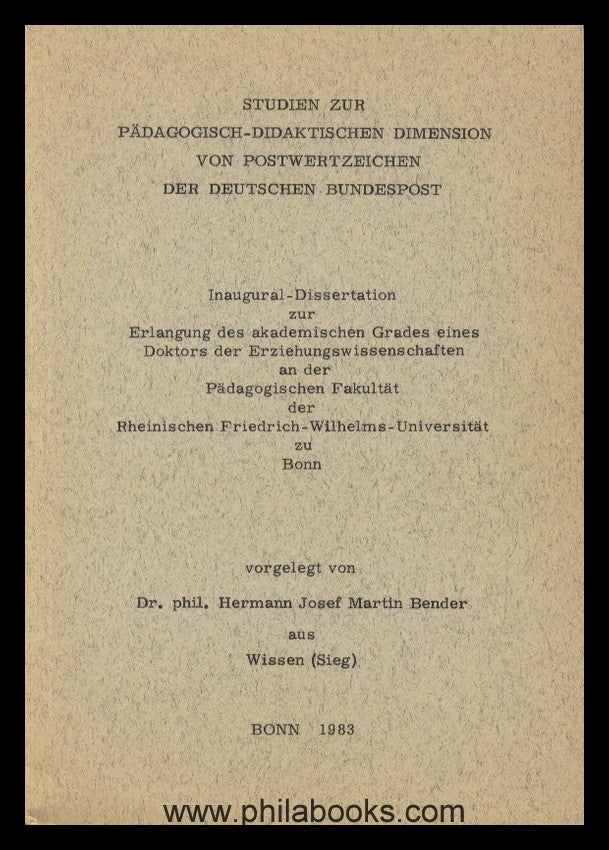 STUDIEN ZUR
PÄDAGOGISCH-DIDAKTISCHEN DIMENSION
VON POSTWERTZEICHEN
DER DEUTSCHEN BUNDESPOST
Inaugural-Dissertation
zur
Erlangung des akademischen Grades eines
Doktors der Erziehungswissenschaften
an der
Pädagogischen Fakultät
der
Rheinischen Friedrich-Wilhelms-Universität
zu
Bonn
vorgelegt von
Dr. phil. Hermann Josef Martin Bender
aus
Wissen (Sieg)
BONN 1983
www.philabooks.com